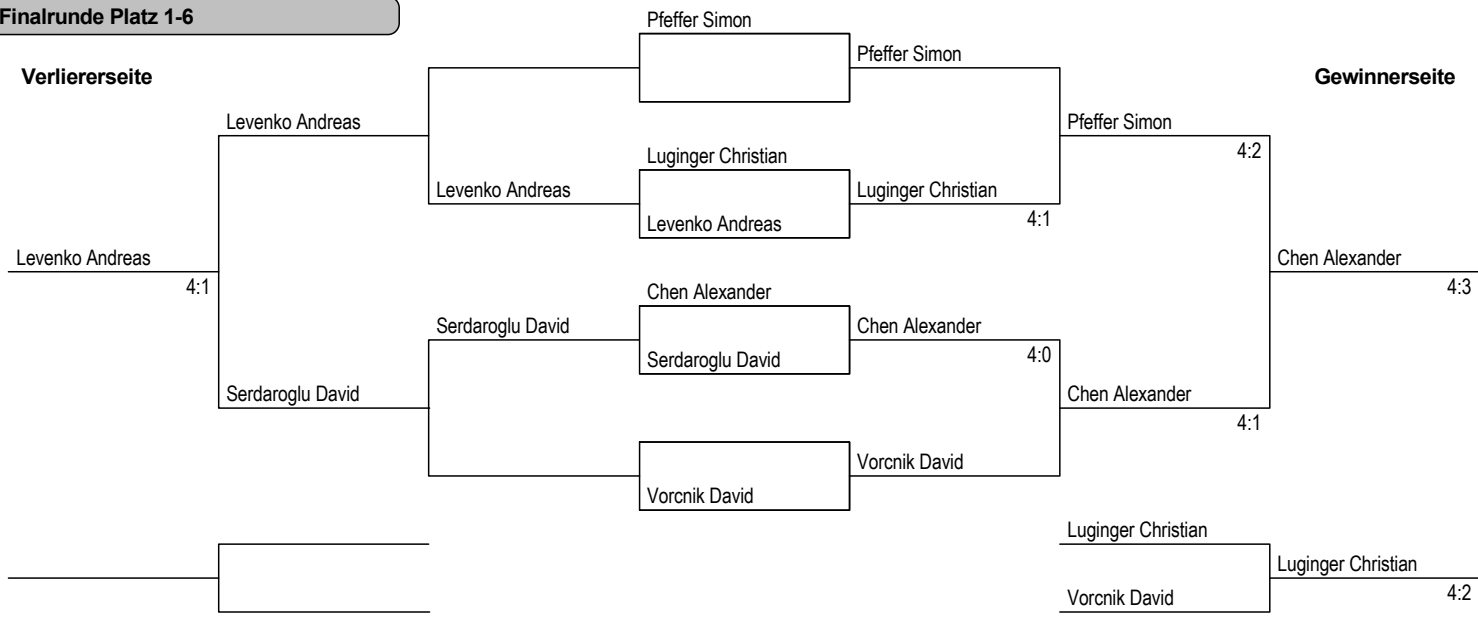 Finalrunde Platz 1-6
Pfeffer Simon
Pfeffer Simon
Verliererseite
Gewinnerseite
Levenko Andreas
Pfeffer Simon
4:2
Luginger Christian
Levenko Andreas
Luginger Christian
4:1
Levenko Andreas
Levenko Andreas
4:1
Chen Alexander
4:3
Chen Alexander
Serdaroglu David
Chen Alexander
4:0
Serdaroglu David
Serdaroglu David
Chen Alexander
4:1
Vorcnik David
Vorcnik David
Luginger Christian
Luginger Christian
4:2
Vorcnik David